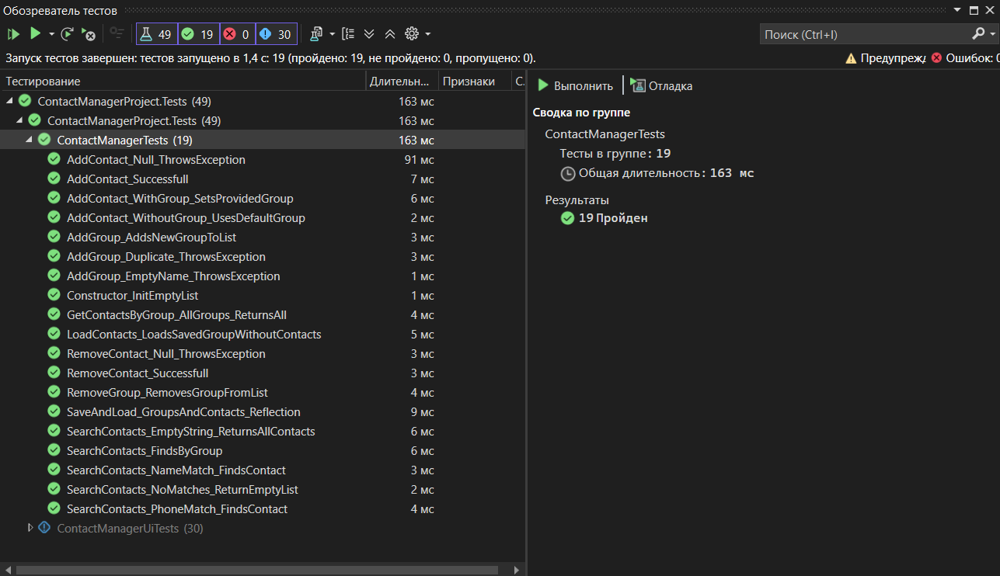 Обозреватель тестов
49 19 0 30
Поиск (Ctrl+I)
Запуск тестов завершен: тестов запущено в 1,4 с: 19 (пройдено: 19, не пройдено: 0, пропущено: 0).
Предупрежд Ошибок: 0
Тестирование Длительн... Признаки С.
ContactManagerProject.Tests (49) 163 мс
ContactManagerProject.Tests (49) 163 мс
ContactManagerTests (19) 163 мс
AddContact_Null_ThrowsException 91 мс
AddContact_Successfull 7 мс
AddContact_WithGroup_SetsProvidedGroup 6 мс
AddContact_WithoutGroup_UsesDefaultGroup 2 мс
AddGroup_AddsNewGroupToList 3 мс
AddGroup_Duplicate_ThrowsException 3 мс
AddGroup_EmptyName_ThrowsException 1 мс
Constructor_InitEmptyList 1 мс
GetContactsByGroup_AllGroups_ReturnsAll 4 мс
LoadContacts_LoadsSavedGroupWithoutContacts 5 мс
RemoveContact_Null_ThrowsException 3 мс
RemoveContact_Successfull 3 мс
RemoveGroup_RemovesGroupFromList 4 мс
SaveAndLoad_GroupsAndContacts_Reflection 9 мс
SearchContacts_EmptyString_ReturnsAllContacts 6 мс
SearchContacts_FindsByGroup 6 мс
SearchContacts_NameMatch_FindsContact 3 мс
SearchContacts_NoMatches_ReturnEmptyList 2 мс
SearchContacts_PhoneMatch_FindsContact 4 мс
ContactManagerUiTests (30)
Выполнить Отладка
Сводка по группе
ContactManagerTests
Тесты в группе: 19
Общая длительность: 163 мс
Результаты
19 Пройден